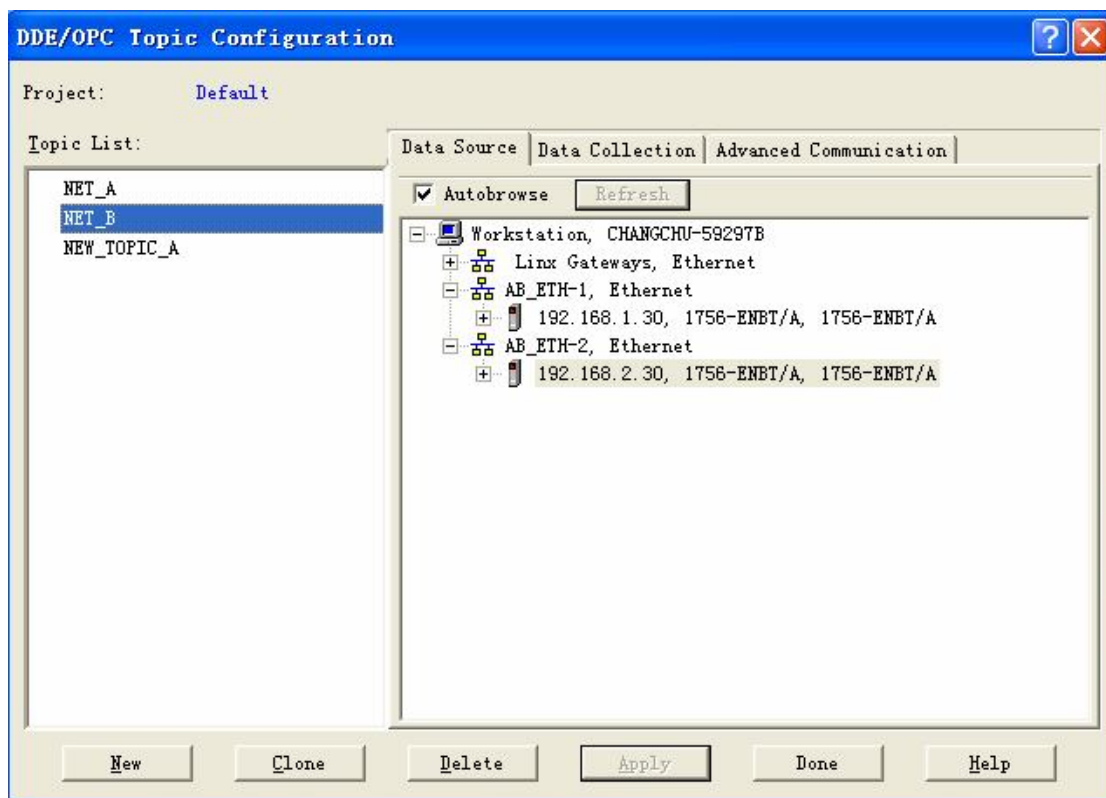 DDE/OPC Topic Configuration
Project: Default
Topic List:
NET_A
NET_B
NEW_TOPIC_A
Data Source Data Collection Advanced Communication
Autobrowse Refresh
Workstation, CHANGCHU-59297B
Linx Gateways, Ethernet
AB_ETH-1, Ethernet
192.168.1.30, 1756-ENBT/A, 1756-ENBT/A
AB_ETH-2, Ethernet
192.168.2.30, 1756-ENBT/A, 1756-ENBT/A
New Clone Delete Apply Done Help